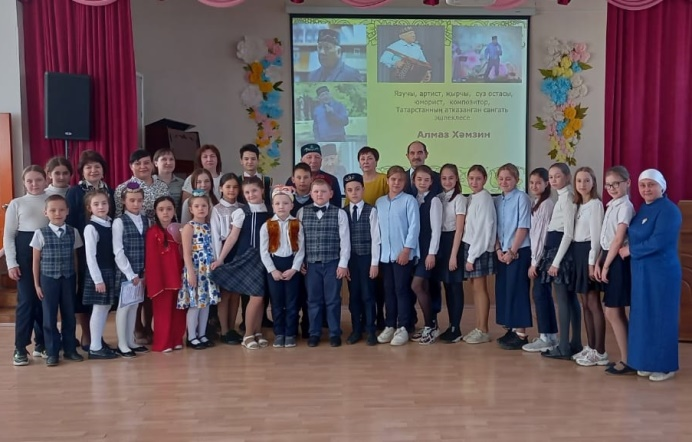 Язучы, артист, җырчы, сүз остасы,
юморист, композитор,
Татарстанның атказанган сәнгать
эшлеклесе
Алмаз Хәмзин